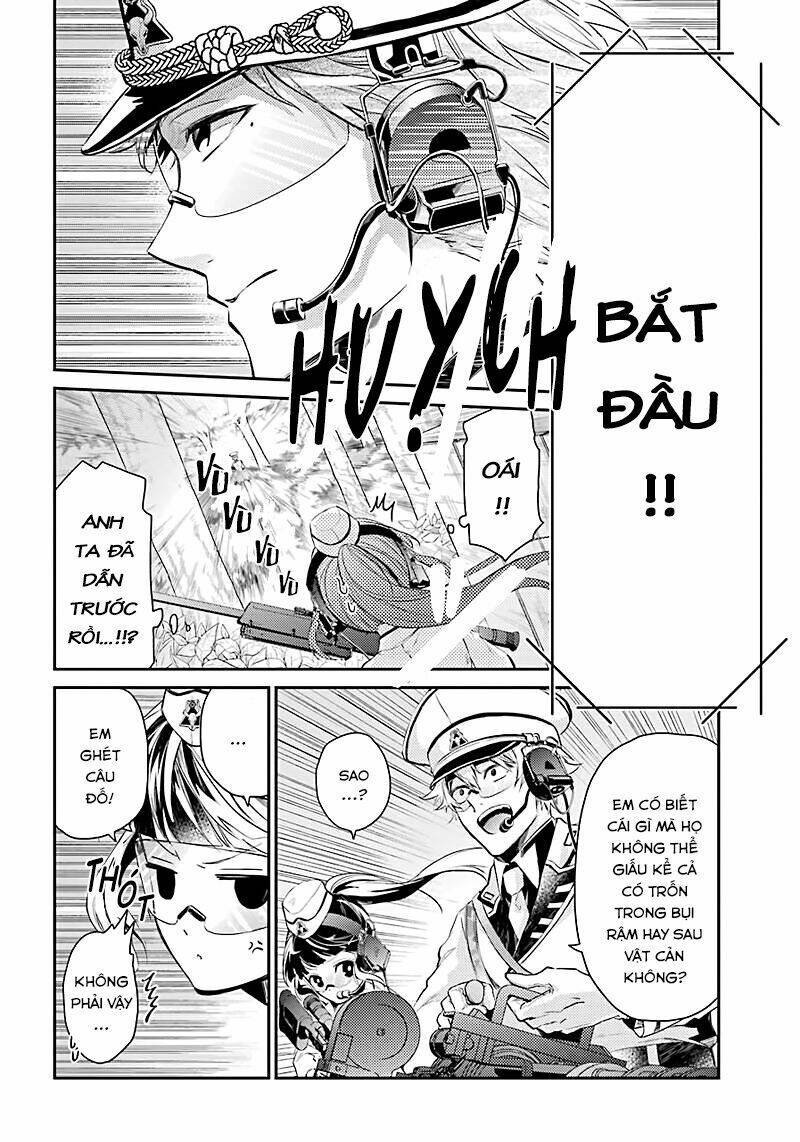 BẮT
ĐẦU
!!
HUỴCH
OÁI
!!
VÙ
VÙ
VÙ
VÙ
VÙ
ANH
TA ĐÃ
DẪN
TRƯỚC
RỒI...!!?
EM CÓ BIẾT
CÁI GÌ MÀ HỌ
KHÔNG THỂ
GIẤU KỂ CẢ
CÓ TRỐN
TRONG BỤI
RẬM HAY SAU
VẬT CẢN
KHÔNG?
SAO
...?
...
EM
GHÉT
CÂU
ĐỐ!
THÓT
KHÔNG
PHẢI VẬY
...